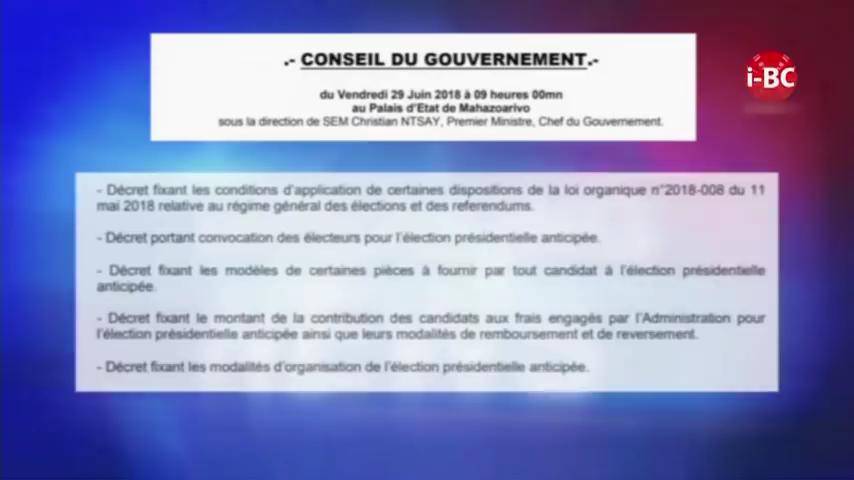 .- CONSEIL DU GOUVERNEMENT.-
du Vendredi 29 Juin 2018 à 09 heures 00mn
au Palais d'Etat de Mahazoarivo
sous la direction de SEM Christian NTSAY, Premier Ministre, Chef du Gouvernement.
i-BC
- Décret fixant les conditions d'application de certaines dispositions de la loi organique n°2018-008 du 11
mai 2018 relative au régime général des élections et des referendums.
- Décret portant convocation des électeurs pour l'élection présidentielle anticipée.
- Décret fixant les modèles de certaines pièces à fournir par tout candidat à l'élection présidentielle
anticipée.
- Décret fixant le montant de la contribution des candidats aux frais engagés par l'Administration pour
l'élection présidentielle anticipée ainsi que leurs modalités de remboursement et de reversement.
- Décret fixant les modalités d'organisation de l'élection présidentielle anticipée.